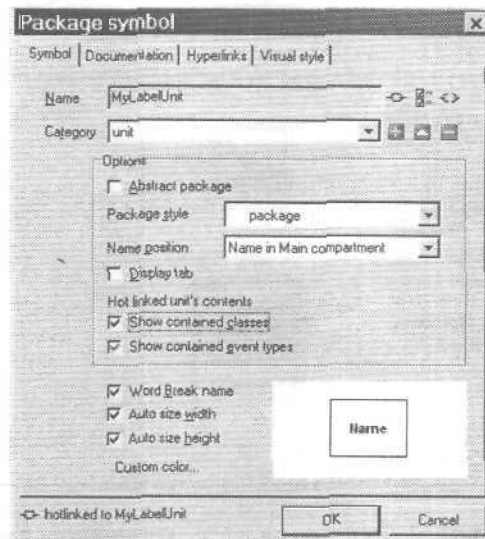 Package symbol
Symbol Documentation Hyperlinks Visual style
Name MyLabelUnit
Category unit
Options
Abstract package
Package style package
Name position Name in Main compartment
Display tab
Hot linked unit's contents
Show contained classes
Show contained event types
Word Break name
Auto size width
Auto size height
Name
Custom color...
hotlinked to MyLabelUnit
OK Cancel